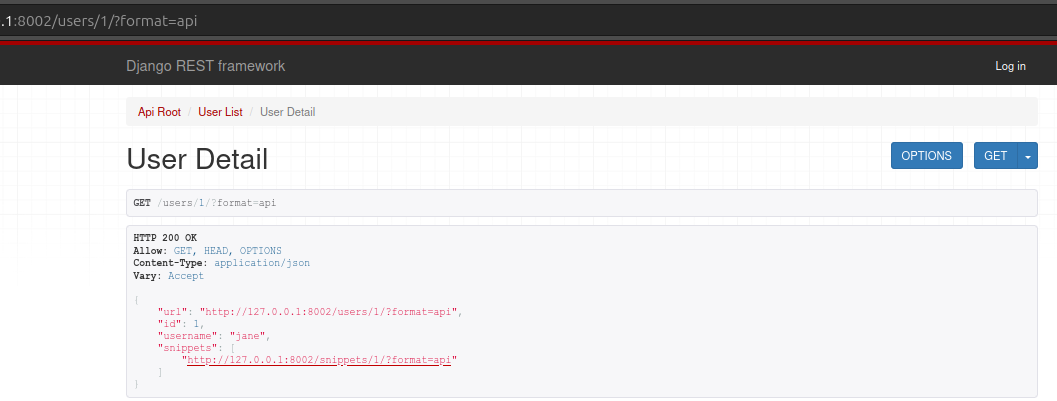 .1:8002/users/1/?format=api
Django REST framework Log in
Api Root / User List / User Detail
User Detail OPTIONS GET
GET /users/1/?format=api
HTTP 200 OK
Allow: GET, HEAD, OPTIONS
Content-Type: application/json
Vary: Accept
{
    "url": "http://127.0.0.1:8002/users/1/?format=api",
    "id": 1,
    "username": "jane",
    "snippets": [
        "http://127.0.0.1:8002/snippets/1/?format=api"
    ]
}